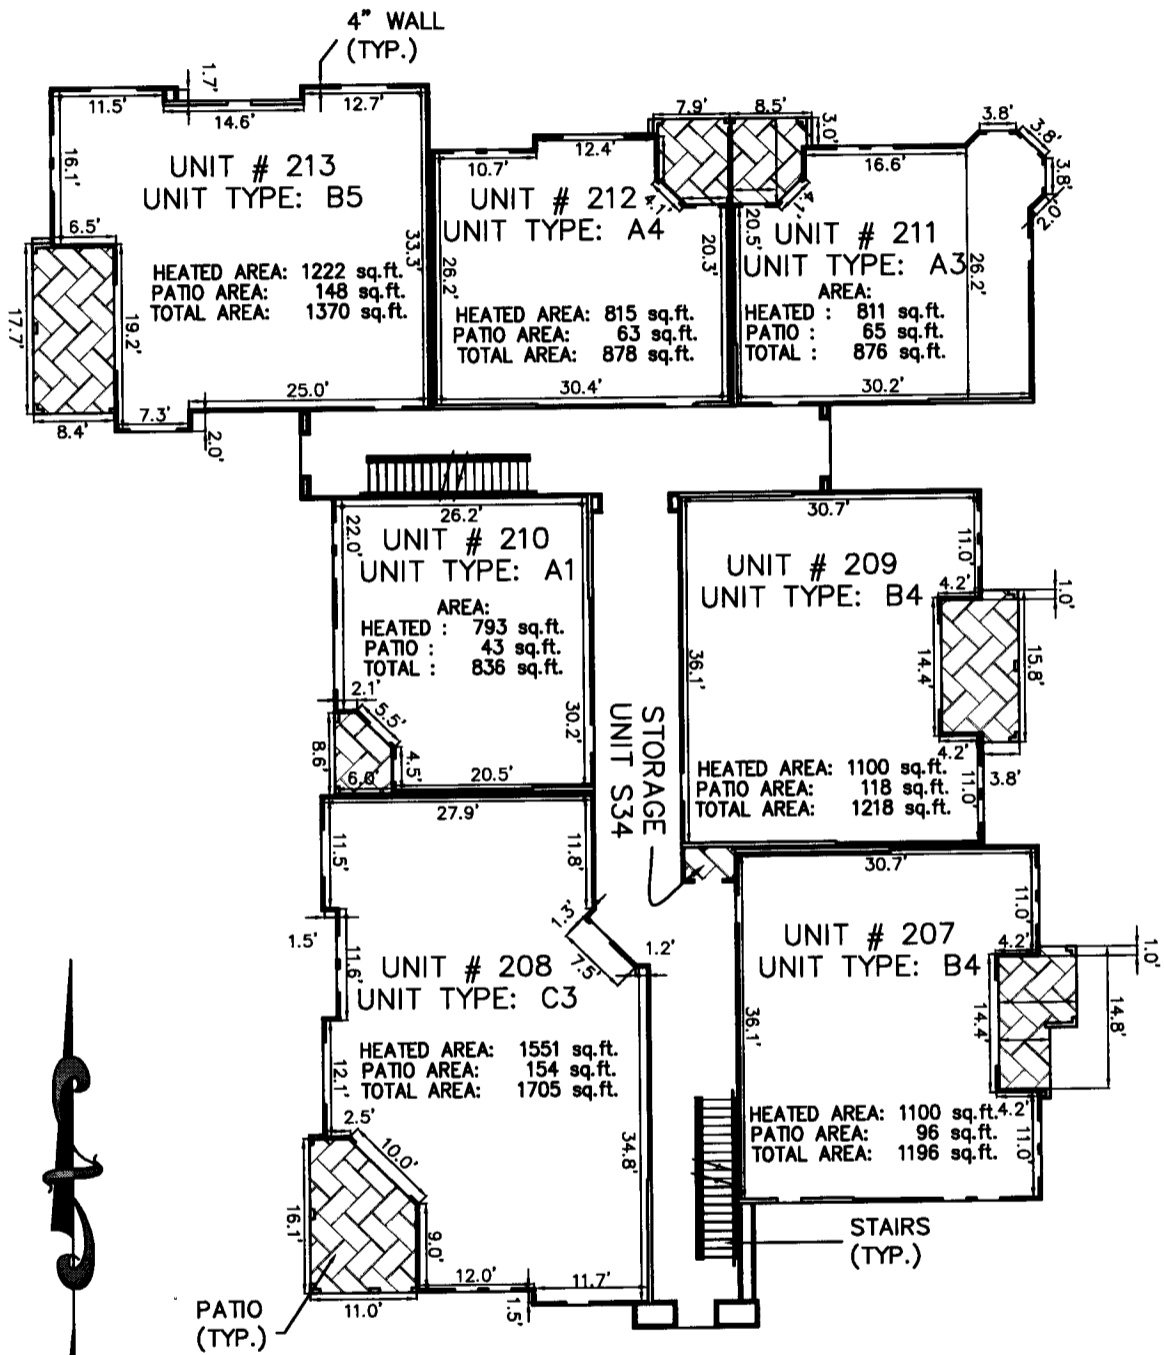 4" WALL
(TYP.)
1.7'
11.5'
14.6'
12.7'
16.1'
UNIT # 213
UNIT TYPE: B5
6.5'
33.3'
HEATED AREA: 1222 sq.ft.
PATIO AREA: 148 sq.ft.
TOTAL AREA: 1370 sq.ft.
17.7'
19.2'
25.0'
7.3'
8.4'
2.0'
7.9'
8.5'
3.0'
10.7'
12.4'
4.1'
UNIT # 212
UNIT TYPE: A4
26.2'
20.3'
HEATED AREA: 815 sq.ft.
PATIO AREA: 63 sq.ft.
TOTAL AREA: 878 sq.ft.
30.4'
3.8'
3.8'
3.8'
2.0'
16.6'
4.1'
20.5'
UNIT # 211
UNIT TYPE: A3
26.2'
AREA:
HEATED : 811 sq.ft.
PATIO : 65 sq.ft.
TOTAL : 876 sq.ft.
30.2'
26.2'
22.0'
UNIT # 210
UNIT TYPE: A1
AREA:
HEATED : 793 sq.ft.
PATIO : 43 sq.ft.
TOTAL : 836 sq.ft.
2.1'
5.5'
30.2'
8.6'
6.0'
4.5'
20.5'
STORAGE
UNIT S34
30.7'
11.0'
UNIT # 209
UNIT TYPE: B4
4.2'
1.0'
36.1'
14.4'
15.8'
4.2'
3.8'
HEATED AREA: 1100 sq.ft.
PATIO AREA: 118 sq.ft.
TOTAL AREA: 1218 sq.ft.
11.0'
27.9'
11.5'
11.8'
1.3'
7.5'
1.2'
1.5'
11.6'
UNIT # 208
UNIT TYPE: C3
HEATED AREA: 1551 sq.ft.
PATIO AREA: 154 sq.ft.
TOTAL AREA: 1705 sq.ft.
12.1'
2.5'
10.0'
34.8'
16.1'
9.0'
12.0'
11.7'
11.0'
1.5'
PATIO
(TYP.)
30.7'
11.0'
UNIT # 207
UNIT TYPE: B4
4.2'
1.0'
36.1'
14.4'
14.8'
HEATED AREA: 1100 sq.ft.
PATIO AREA: 96 sq.ft.
TOTAL AREA: 1196 sq.ft.
4.2'
11.0'
STAIRS
(TYP.)